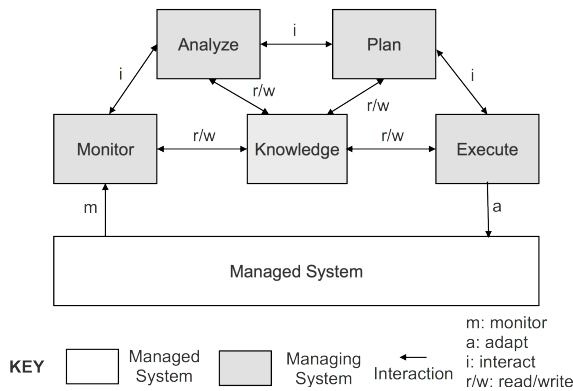 Analyze
i
Plan
i
i
r/w
r/w
Monitor
r/w
Knowledge
r/w
Execute
m
a
Managed System
KEY
Managed
System
Managing
System
Interaction
m: monitor
a: adapt
i: interact
r/w: read/write